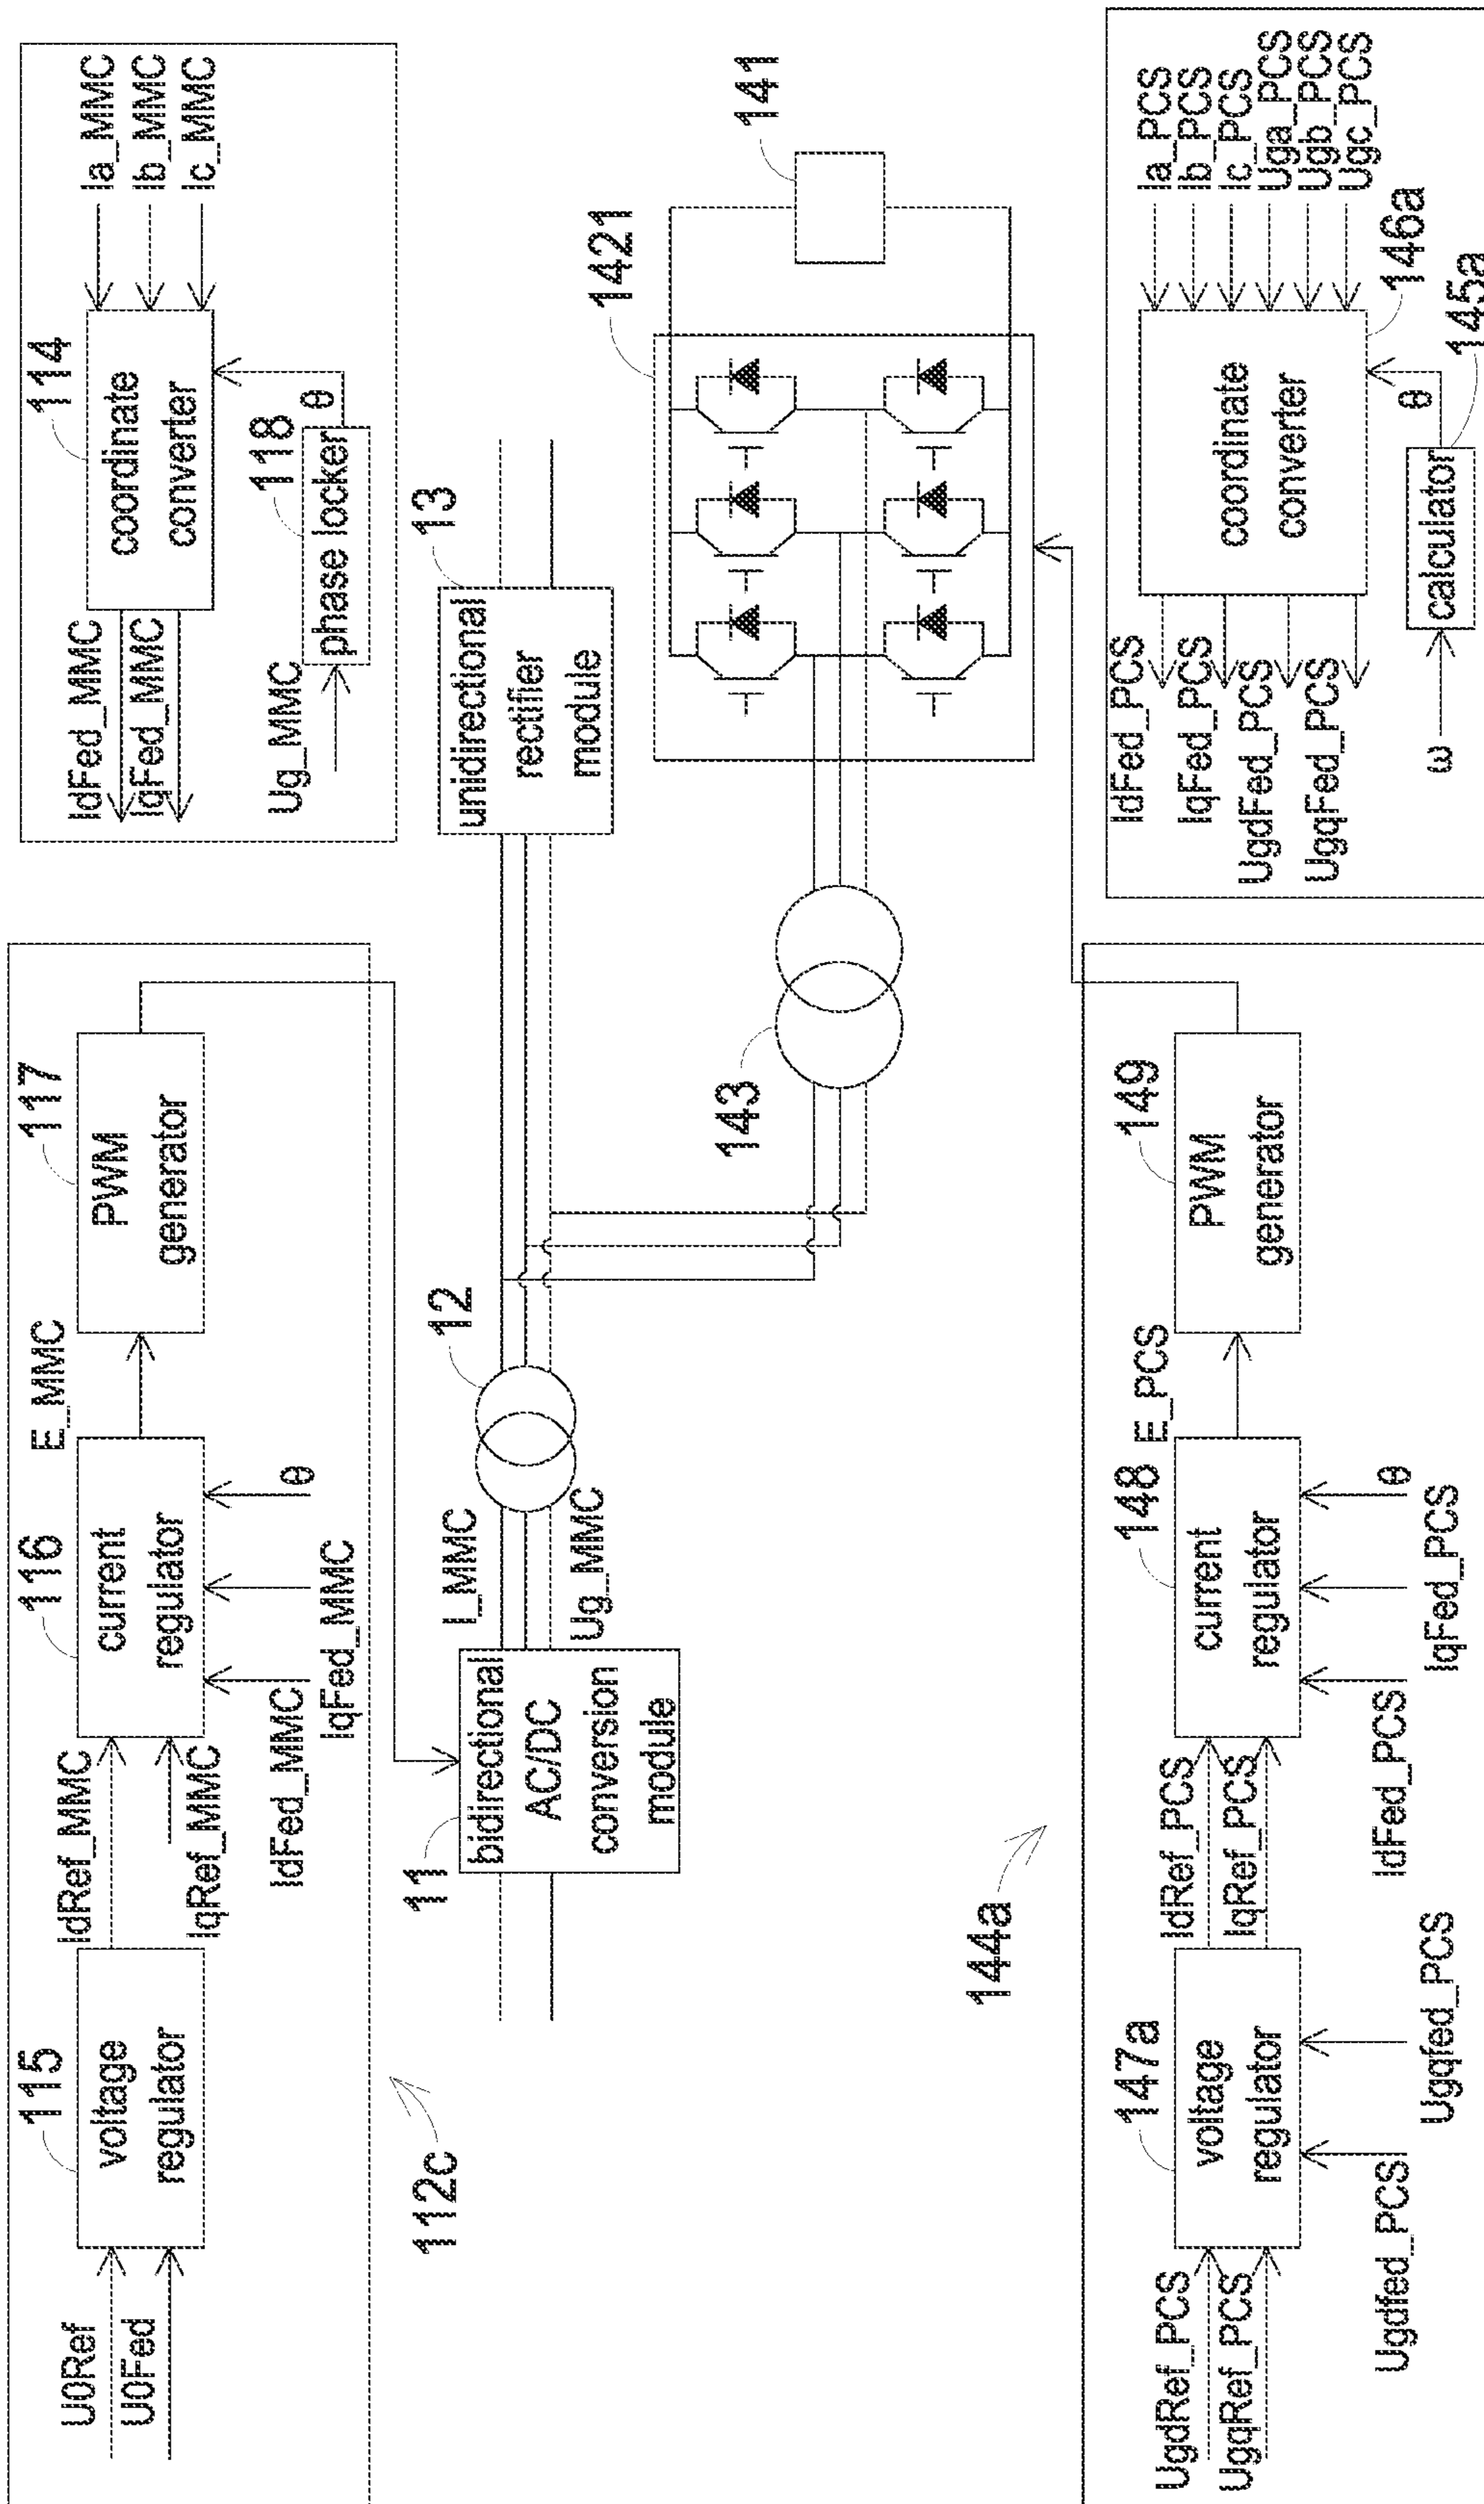 115
116
117
U0Ref
U0Fed
voltage
regulator
IdRef_MMC
IqRef_MMC
current
regulator
IdFed_MMC
IqFed_MMC
θ
E_MMC
PWM
generator
112c
IdFed_MMC
IqFed_MMC
114
coordinate
converter
Ia_MMC
Ib_MMC
Ic_MMC
Ug_MMC
118
phase locker
θ
11
bidirectional
AC/DC
conversion
module
I_MMC
Ug_MMC
12
13
unidirectional
rectifier
module
143
1421
141
144a
147a
148
149
UgdRef_PCS
UgqRef_PCS
voltage
regulator
Ugdfed_PCS
Ugqfed_PCS
IdRef_PCS
IqRef_PCS
current
regulator
IdFed_PCS
IqFed_PCS
θ
E_PCS
PWM
generator
IdFed_PCS
IqFed_PCS
UgdFed_PCS
UgqFed_PCS
coordinate
converter
Ia_PCS
Ib_PCS
Ic_PCS
Uga_PCS
Ugb_PCS
Ugc_PCS
146a
ω
calculator
θ
145a